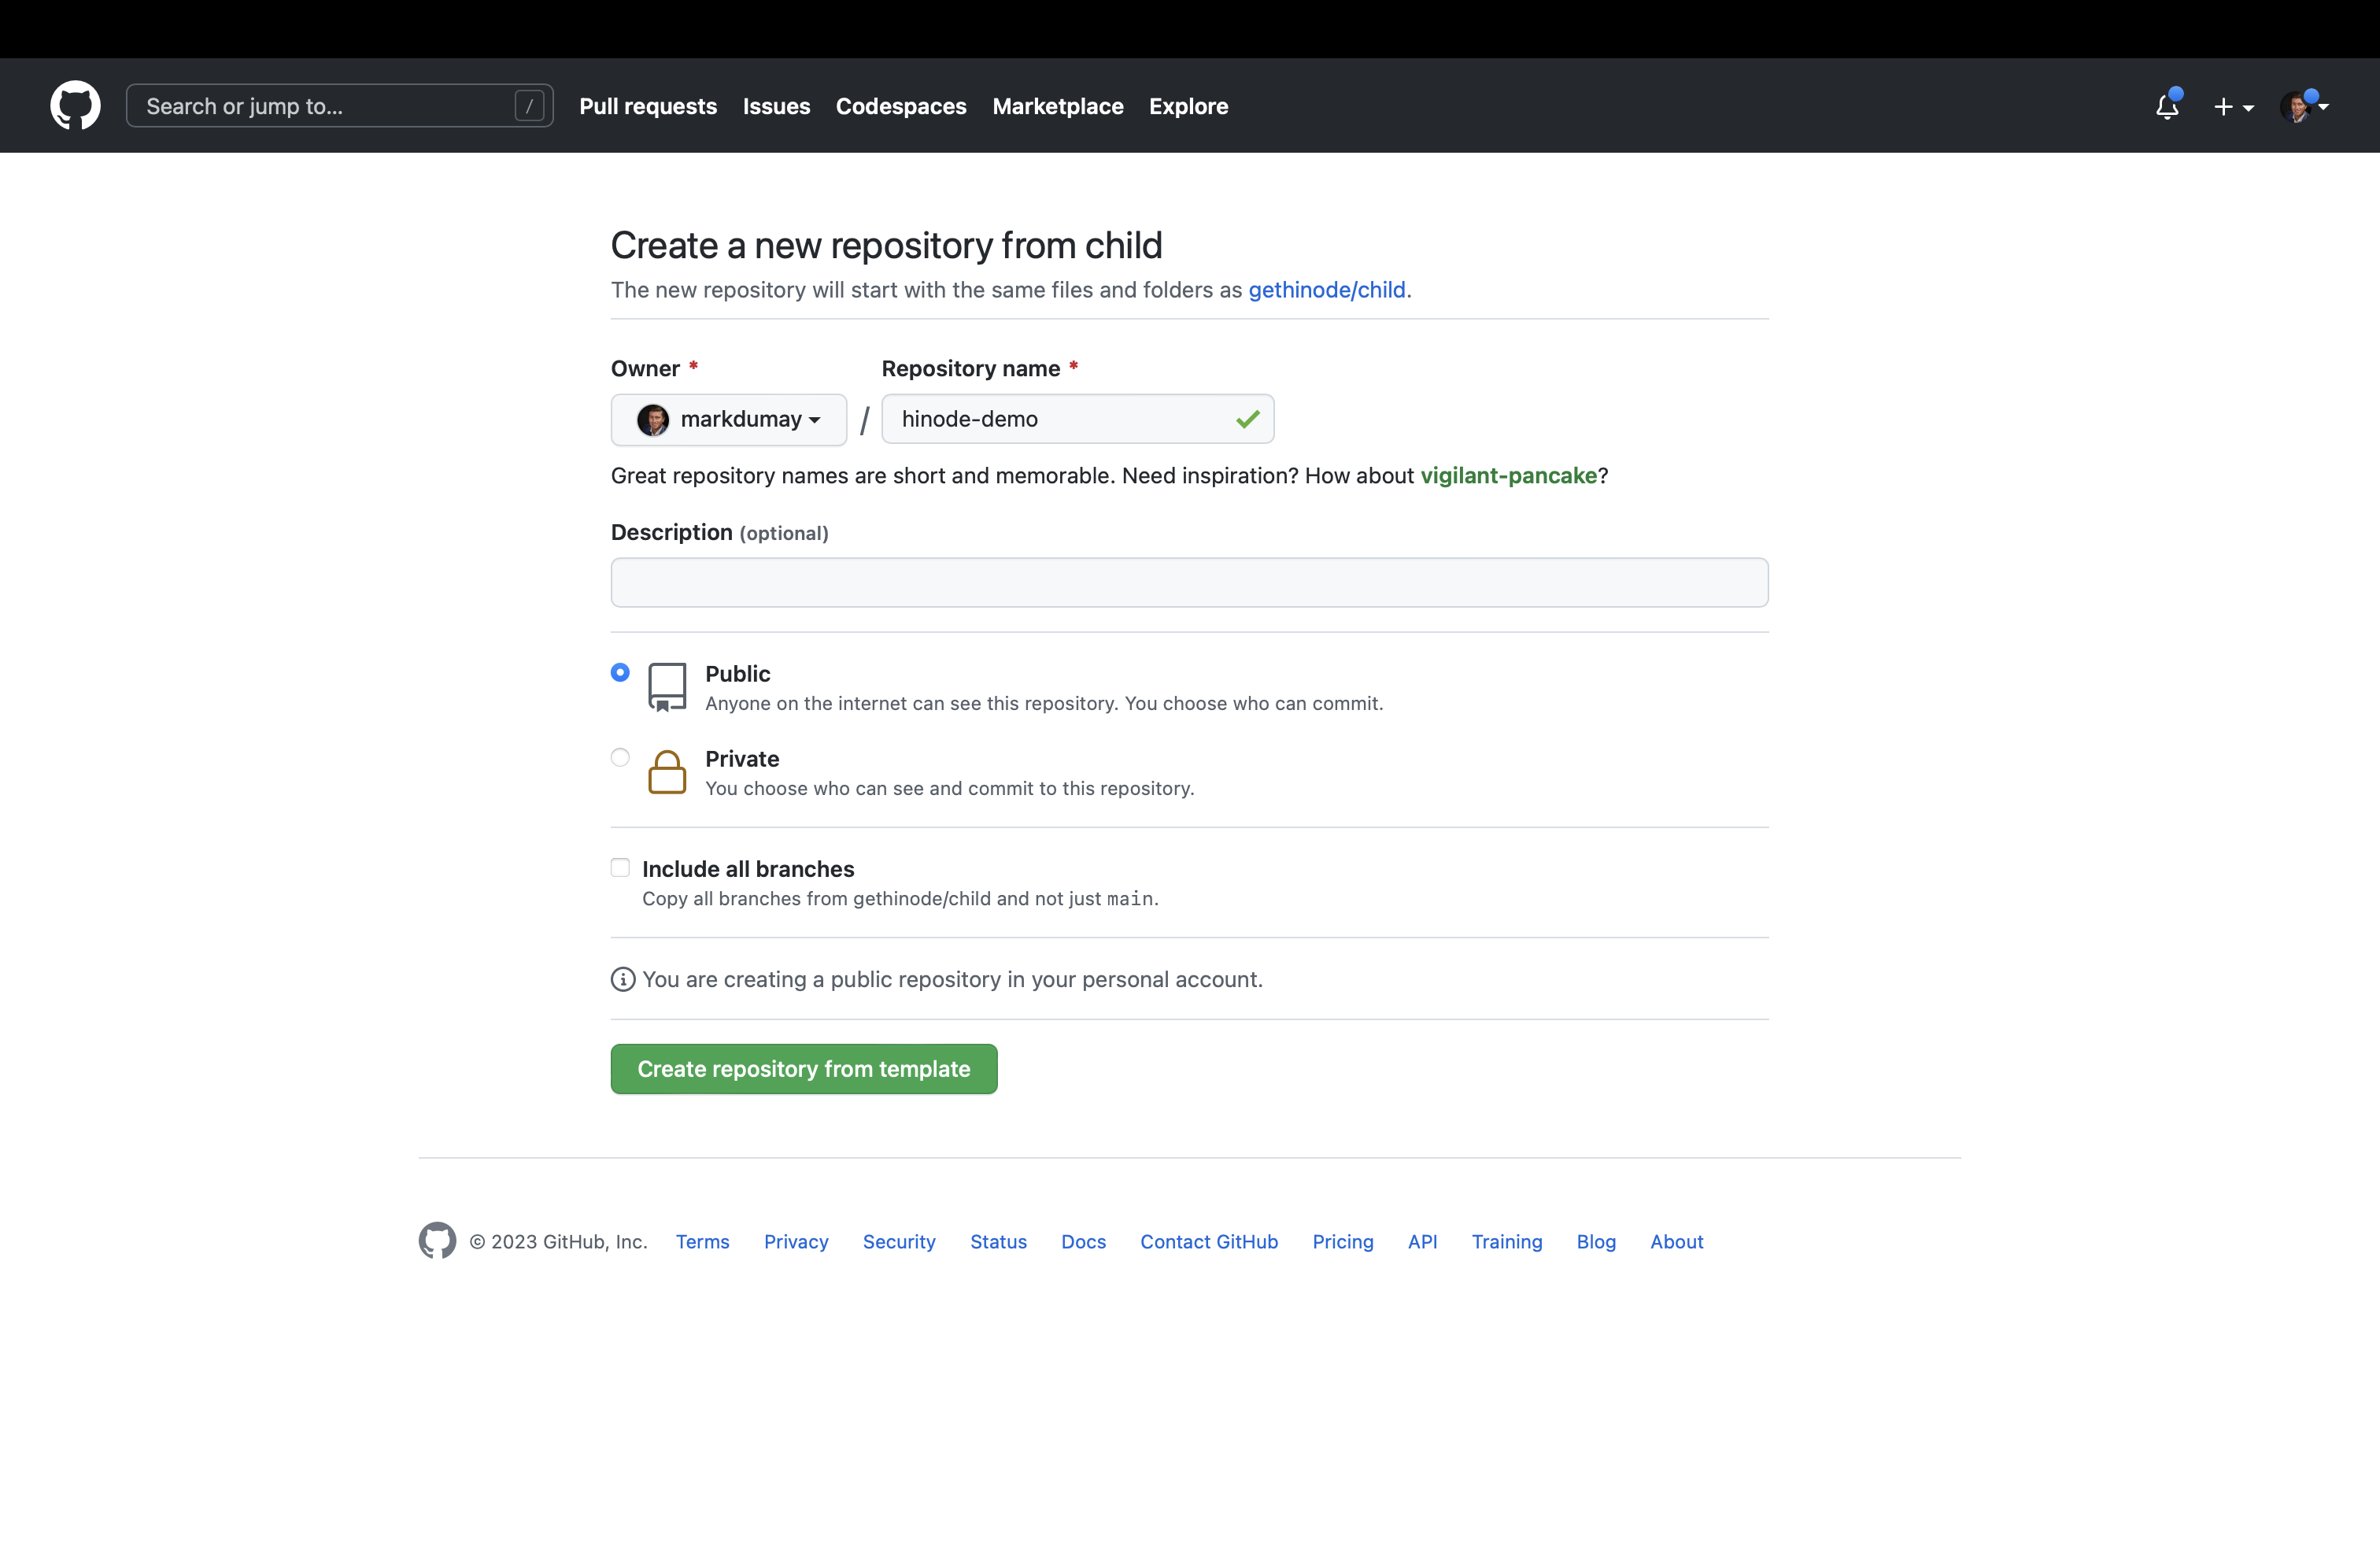 Search or jump to... /
Pull requests Issues Codespaces Marketplace Explore
Create a new repository from child
The new repository will start with the same files and folders as gethinode/child.
Owner * Repository name *
markdumay / hinode-demo
Great repository names are short and memorable. Need inspiration? How about vigilant-pancake?
Description (optional)
Public
Anyone on the internet can see this repository. You choose who can commit.
Private
You choose who can see and commit to this repository.
Include all branches
Copy all branches from gethinode/child and not just main.
You are creating a public repository in your personal account.
Create repository from template
© 2023 GitHub, Inc. Terms Privacy Security Status Docs Contact GitHub Pricing API Training Blog About